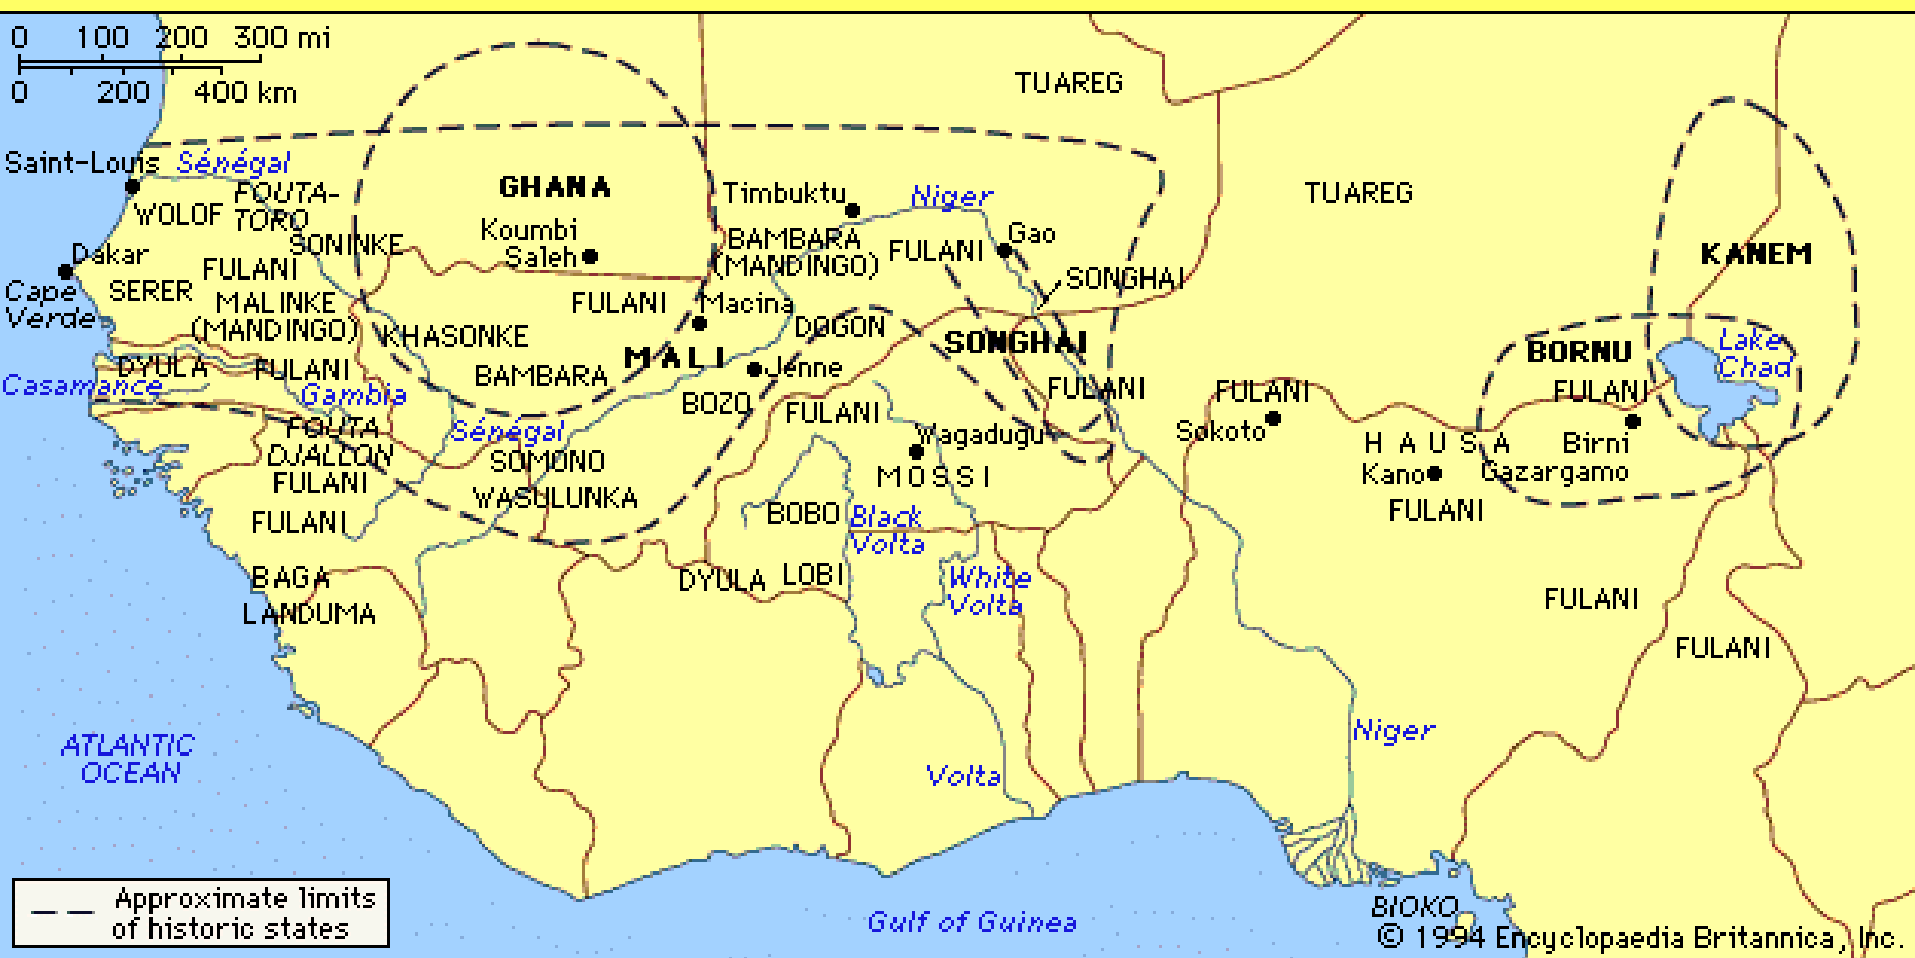 0 100 200 300 mi
0 200 400 km
TUAREG
Saint-Louis
Sénégal
FOUTA-
TORO
WOLOF
GHANA
Timbuktu
Niger
TUAREG
Koumbi
Saleh
SONINKE
BAMBARA
(MANDINGO)
FULANI
Gao
KANEM
Dakar
FULANI
SERER
Cape
Verde
MALINKE
(MANDINGO)
FULANI
Macina
SONGHAI
KHASONKE
DOGON
SONGHAI
MALI
BORNU
Lake
Chad
DYULA
FULANI
BAMBARA
Jenne
Casamance
Gambia
BOZO
FULANI
FULANI
FULANI
FULANI
FOUTA
DJALLON
Sénégal
Wagadugu
Sokoto
HAUSA
Birni
Gazargamo
SOMONO
MOSSI
Kano
FULANI
WASULUNKA
FULANI
FULANI
BOBO
Black
Volta
BAGA
DYULA
LOBI
White
Volta
FULANI
LANDUMA
FULANI
ATLANTIC
OCEAN
Niger
Volta
Approximate limits
of historic states
Gulf of Guinea
BIOKO
© 1994 Encyclopaedia Britannica, Inc.